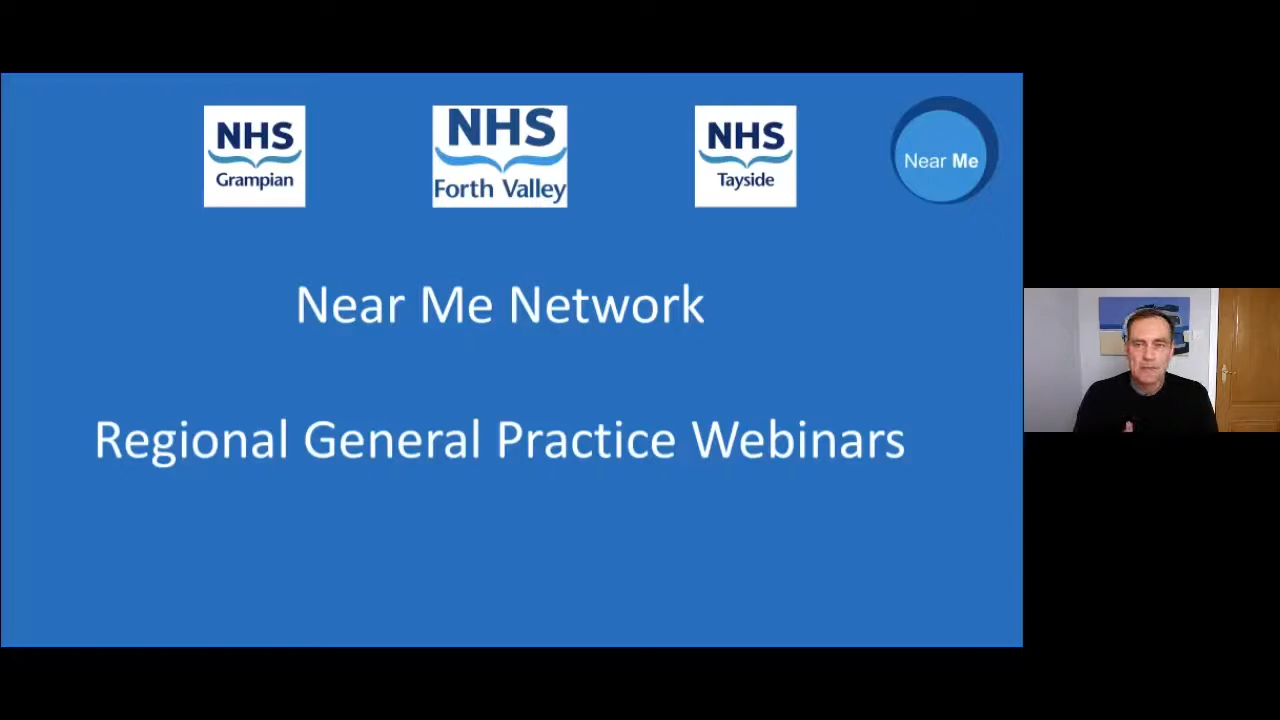 NHS
Grampian
NHS
Forth Valley
NHS
Tayside
Near Me
Near Me Network
Regional General Practice Webinars